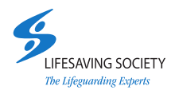 LIFESAVING SOCIETY
The Lifeguarding Experts